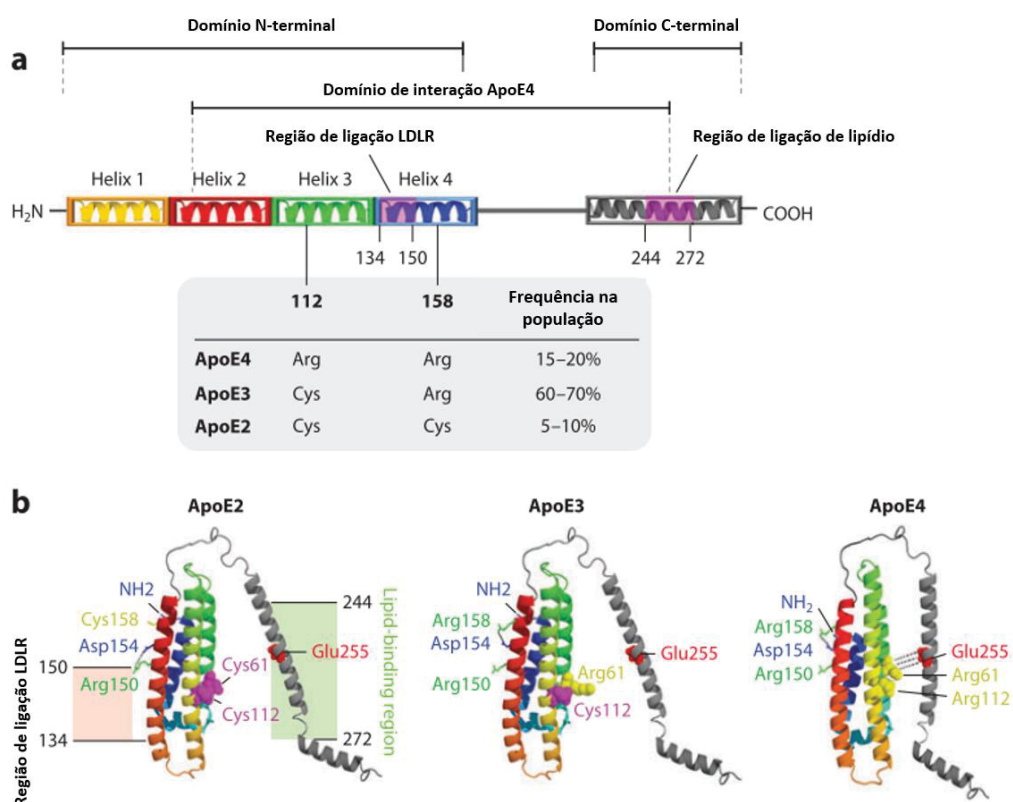 Domínio N-terminal
Domínio C-terminal
a
Domínio de interação ApoE4
Região de ligação LDLR
Região de ligação de lipídio
Helix 1
Helix 2
Helix 3
Helix 4
H₂N
COOH
134
150
244
272
112
158
Frequência na
população
ApoE4 Arg Arg 15–20%
ApoE3 Cys Arg 60–70%
ApoE2 Cys Cys 5–10%
b
ApoE2
NH2
Cys158
Asp154
150
Arg150
134
Região de ligação LDLR
Cys61
Cys112
244
Glu255
272
Lipid-binding region
ApoE3
NH2
Arg158
Asp154
Arg150
Glu255
Arg61
Cys112
ApoE4
NH₂
Arg158
Asp154
Arg150
Glu255
Arg61
Arg112